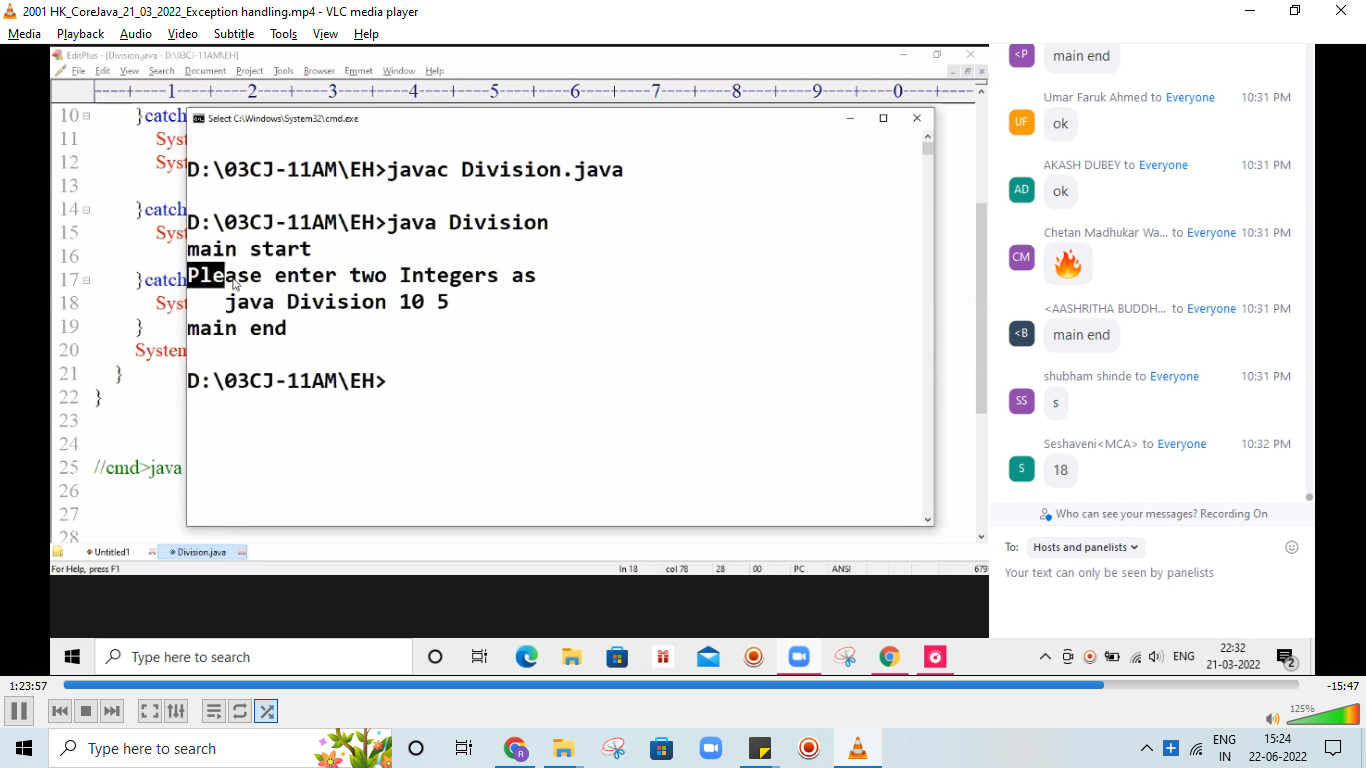 2001 HK_CoreJava_21_03_2022_Exception handling.mp4 - VLC media player
Media Playback Audio Video Subtitle Tools View Help
EditPlus - [Division.java - D:\03CJ-11AM\EH]
File Edit View Search Document Project Tools Browser Emmet Window Help
----+----1----+----2----+----3----+----4----+----5----+----6----+----7----+----8----+----9----+----0----+----
10 }catch
11 Syst
12 Syst
13
14 }catch
15 Syst
16
17 }catch
18 Syst
19 }
20 System
21 }
22 }
23
24
25 //cmd>java
26
27
28
Select C:\Windows\System32\cmd.exe
D:\03CJ-11AM\EH>javac Division.java
D:\03CJ-11AM\EH>java Division
main start
Please enter two Integers as
java Division 10 5
main end
D:\03CJ-11AM\EH>
Untitled1 Division.java
For Help, press F1 ln 18 col 78 28 00 PC ANSI 679
<P main end
Umar Faruk Ahmed to Everyone 10:31 PM
UF ok
AKASH DUBEY to Everyone 10:31 PM
AD ok
Chetan Madhukar Wa... to Everyone 10:31 PM
CM
<AASHRITHA BUDDH... to Everyone 10:31 PM
<B main end
shubham shinde to Everyone 10:31 PM
SS s
Seshaveni<MCA> to Everyone 10:32 PM
S 18
Who can see your messages? Recording On
To: Hosts and panelists
Your text can only be seen by panelists
Type here to search ENG 22:32
21-03-2022 2
1:23:57 -15:47
125%
Type here to search ENG 15:24
IN 22-06-2022